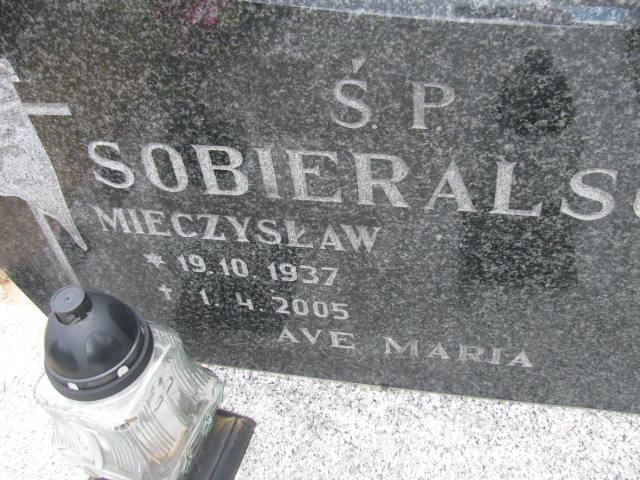 Ś.P
SOBIERALS
MIECZYSŁAW
* 19.10.1937
† 1.4.2005
AVE MARIA